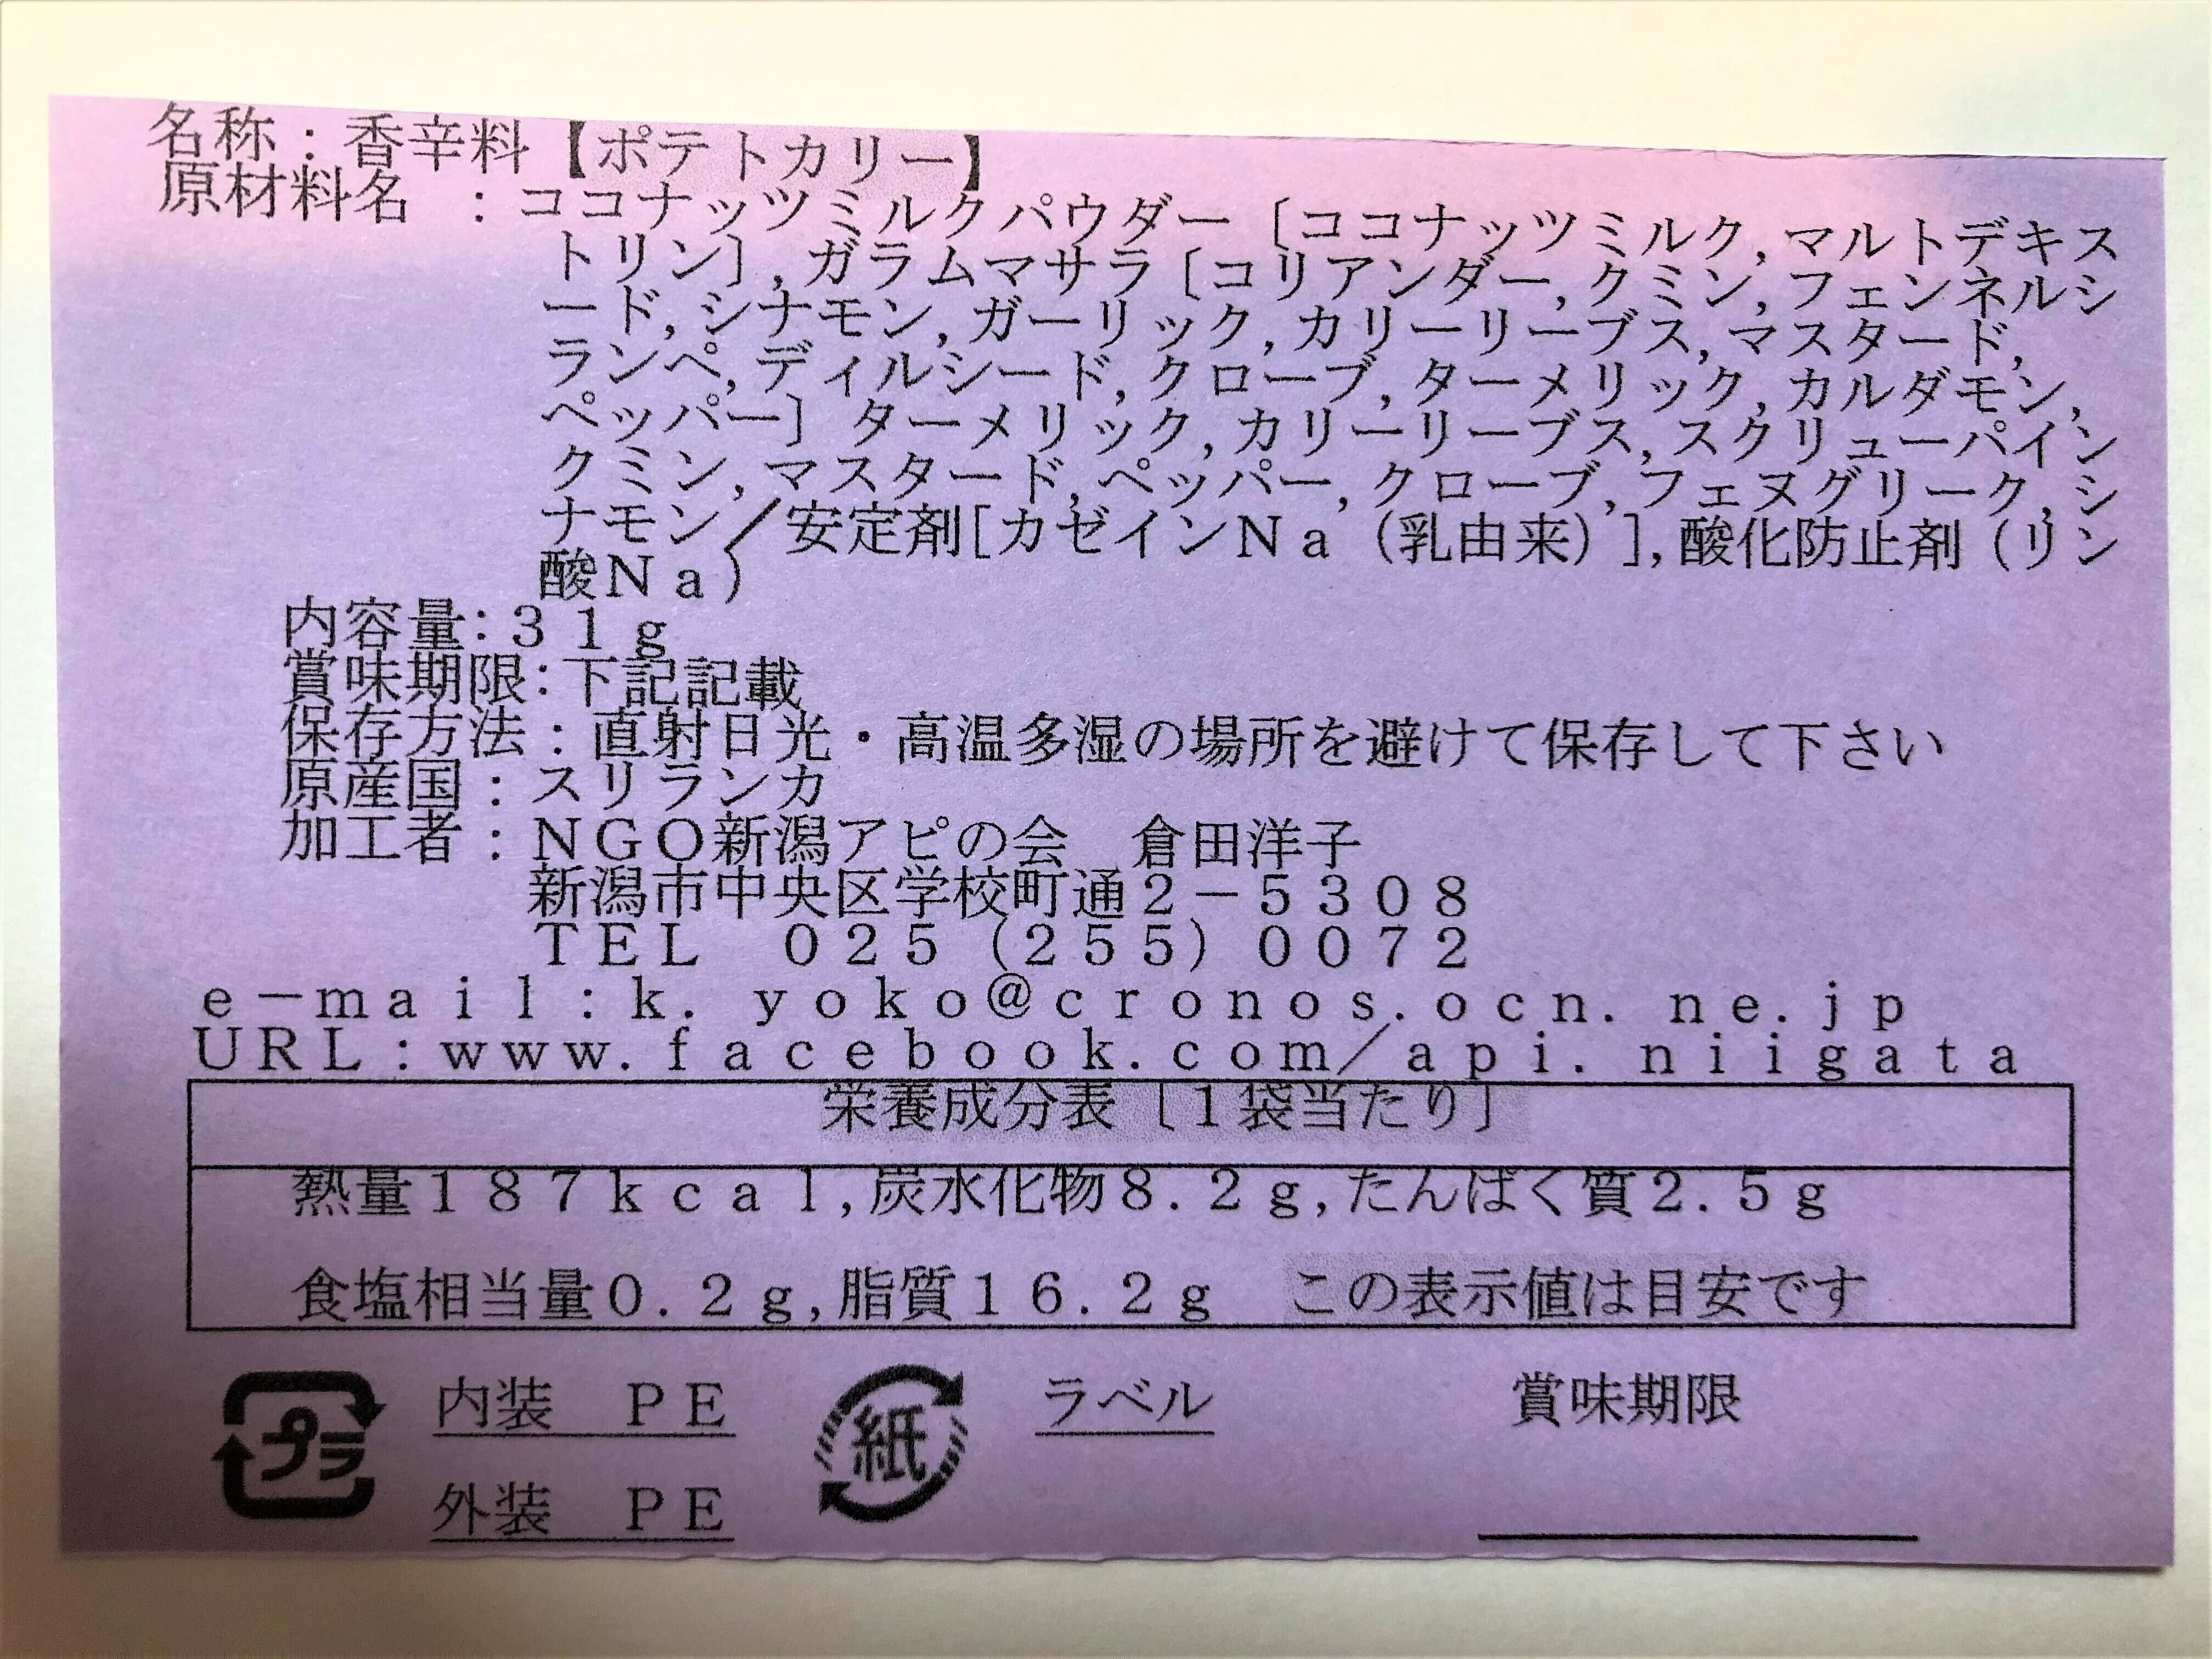 名称：香辛料【ポテトカリー】
原材料名　：ココナッツミルクパウダー〔ココナッツミルク,マルトデキス
トリン〕,ガラムマサラ〔コリアンダー,クミン,フェンネルシ
ード,シナモン,ガーリック,カリーリーブス,マスタード,
ランペ,ディルシード,クローブ,ターメリック,カルダモン,
ペッパー〕ターメリック,カリーリーブス,スクリューパイン
クミン,マスタード,ペッパー,クローブ,フェヌグリーク,シ
ナモン／安定剤[カゼインＮａ（乳由来）],酸化防止剤（リン
酸Ｎａ）
内容量：３１ｇ
賞味期限：下記記載
保存方法：直射日光・高温多湿の場所を避けて保存して下さい
原産国：スリランカ
加工者：ＮＧＯ新潟アピの会　倉田洋子
新潟市中央区学校町通２－５３０８
ＴＥＬ　０２５（２５５）００７２
ｅ－ｍａｉｌ：ｋ．ｙｏｋｏ＠ｃｒｏｎｏｓ．ｏｃｎ．ｎｅ．ｊｐ
ＵＲＬ：ｗｗｗ．ｆａｃｅｂｏｏｋ．ｃｏｍ／ａｐｉ．ｎｉｉｇａｔａ
栄養成分表〔１袋当たり〕
熱量１８７ｋｃａｌ,炭水化物８．２ｇ,たんぱく質２．５ｇ
食塩相当量０．２ｇ,脂質１６．２ｇ　この表示値は目安です
プラ　内装　ＰＥ　紙　ラベル　賞味期限
外装　ＰＥ